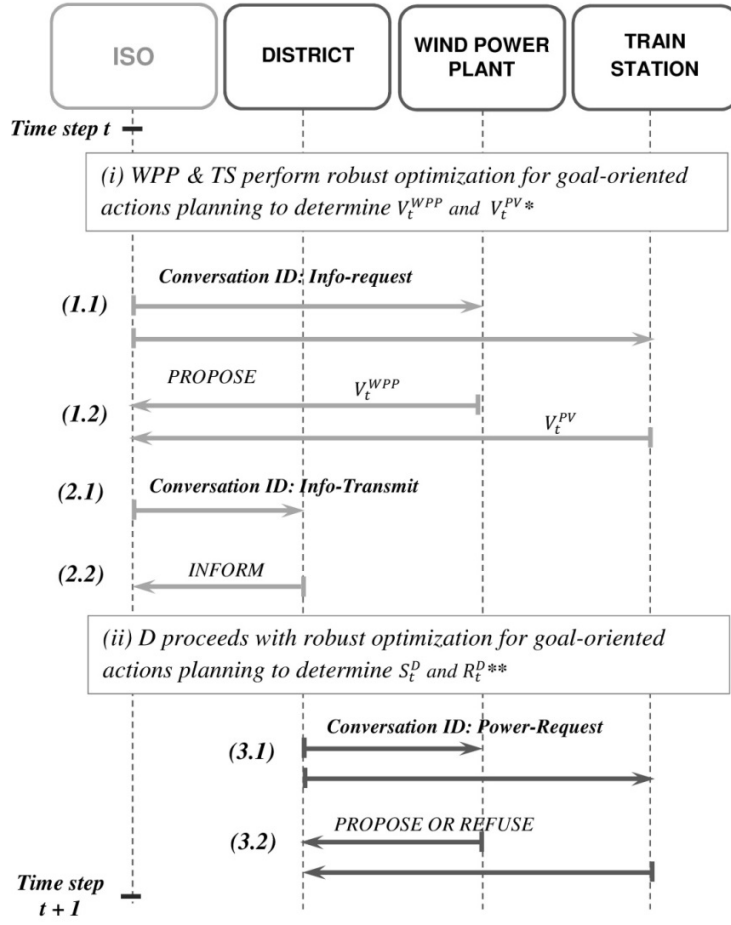 ISO
DISTRICT
WIND POWER
PLANT
TRAIN
STATION
Time step t
(i) WPP & TS perform robust optimization for goal-oriented
actions planning to determine V_t^{WPP} and V_t^{PV}*
Conversation ID: Info-request
(1.1)
PROPOSE
V_t^{WPP}
(1.2)
V_t^{PV}
(2.1)
Conversation ID: Info-Transmit
(2.2)
INFORM
(ii) D proceeds with robust optimization for goal-oriented
actions planning to determine S_t^D and R_t^D**
Conversation ID: Power-Request
(3.1)
PROPOSE OR REFUSE
(3.2)
Time step
t + 1